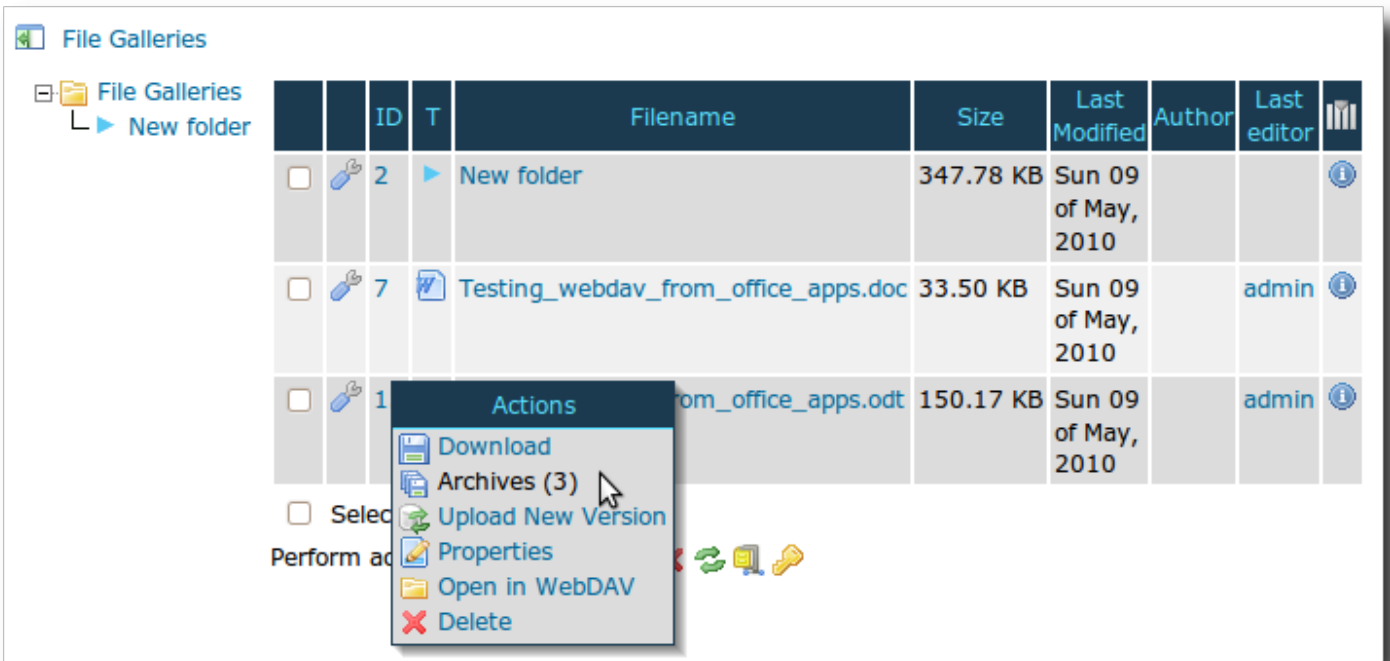 File Galleries
File Galleries
New folder
ID T Filename Size Last Modified Author Last editor
2 New folder 347.78 KB Sun 09 of May, 2010
7 Testing_webdav_from_office_apps.doc 33.50 KB Sun 09 of May, 2010 admin
1 om_office_apps.odt 150.17 KB Sun 09 of May, 2010 admin
Actions
Download
Archives (3)
Upload New Version
Properties
Open in WebDAV
Delete
Selec
Perform ac